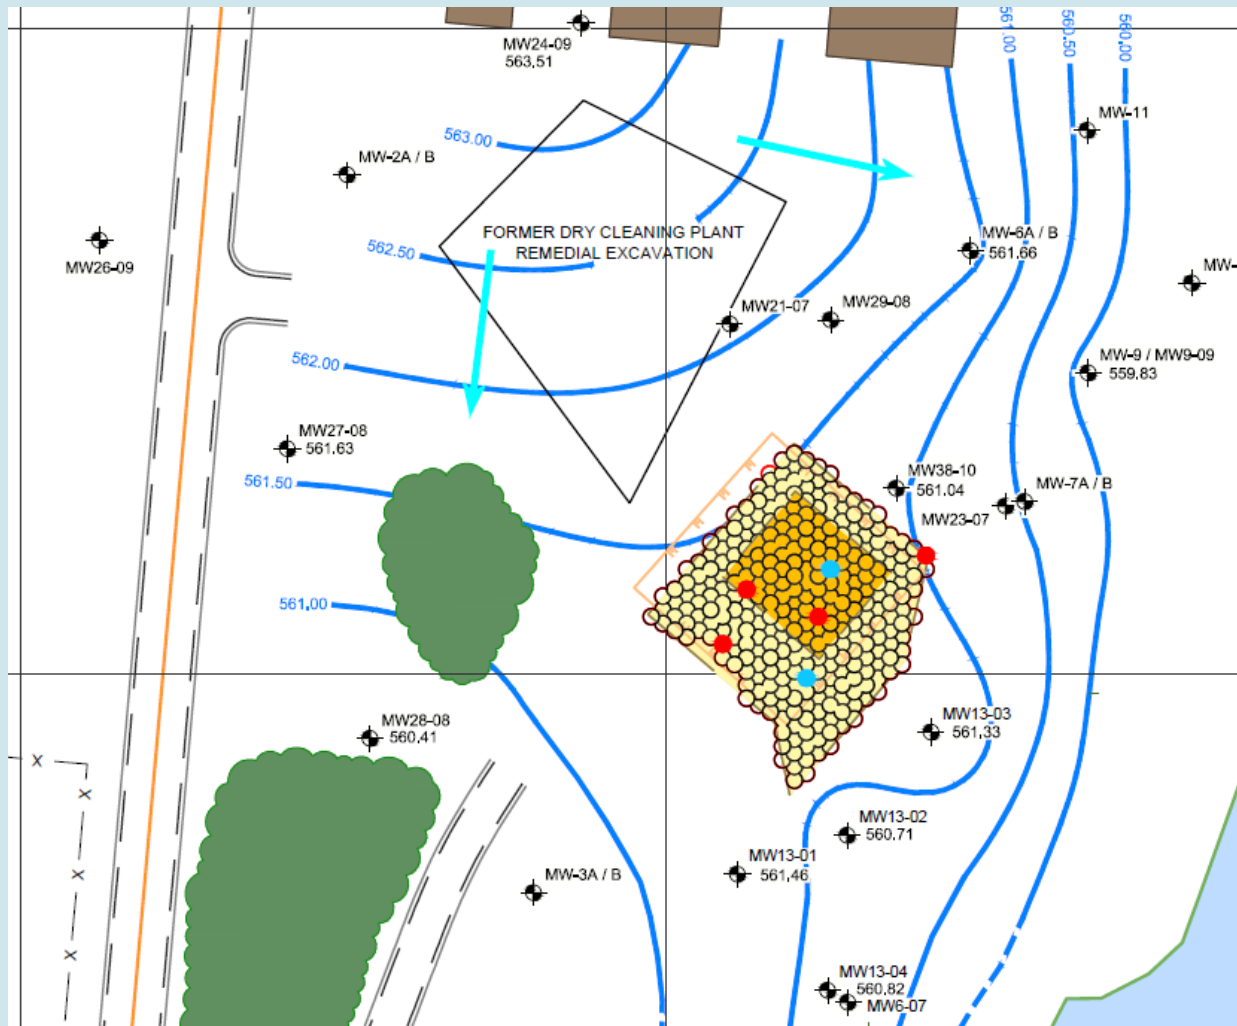 561.00
560.50
560.00
MW24-09
563.51
MW-11
563.00
MW-2A / B
FORMER DRY CLEANING PLANT
REMEDIAL EXCAVATION
MW-6A / B
561.66
562.50
MW26-09
MW-
MW21-07
MW29-08
562.00
MW-9 / MW9-09
559.83
MW27-08
561.63
561.50
MW38-10
561.04
MW-7A / B
MW23-07
561.00
MW28-08
560.41
MW13-03
561.33
X
X
MW13-02
560.71
MW13-01
561.46
X
MW-3A / B
X
MW13-04
560.82
MW6-07